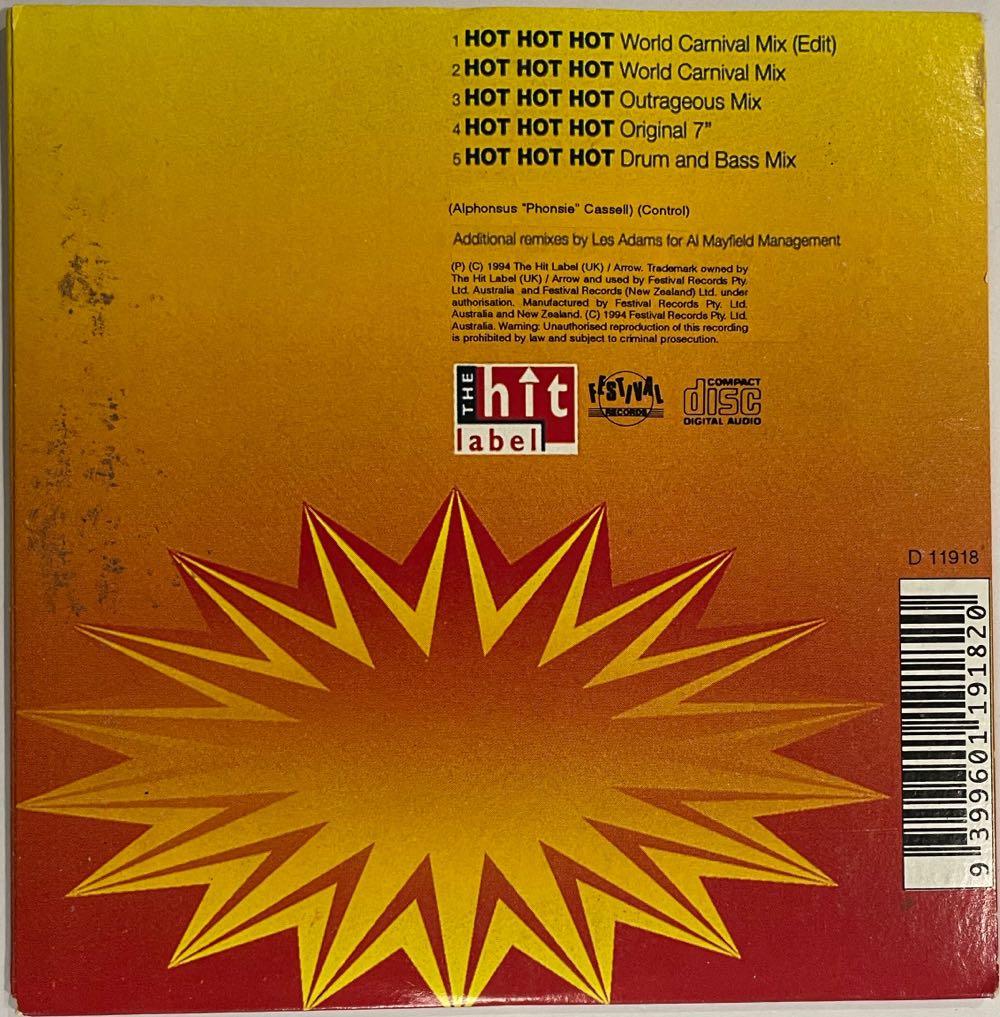 1 HOT HOT HOT World Carnival Mix (Edit)
2 HOT HOT HOT World Carnival Mix
3 HOT HOT HOT Outrageous Mix
4 HOT HOT HOT Original 7"
5 HOT HOT HOT Drum and Bass Mix
(Alphonsus "Phonsie" Cassell) (Control)
Additional remixes by Les Adams for Al Mayfield Management
(P) (C) 1994 The Hit Label (UK) / Arrow. Trademark owned by
The Hit Label (UK) / Arrow and used by Festival Records Pty.
Ltd. Australia and Festival Records (New Zealand) Ltd. under
authorisation. Manufactured by Festival Records Pty. Ltd.
Australia and New Zealand. (C) 1994 Festival Records Pty. Ltd.
Australia. Warning: Unauthorised reproduction of this recording
is prohibited by law and subject to criminal prosecution.
THE hit label
FESTIVAL RECORDS
COMPACT disc DIGITAL AUDIO
D 11918
9 399601 191820